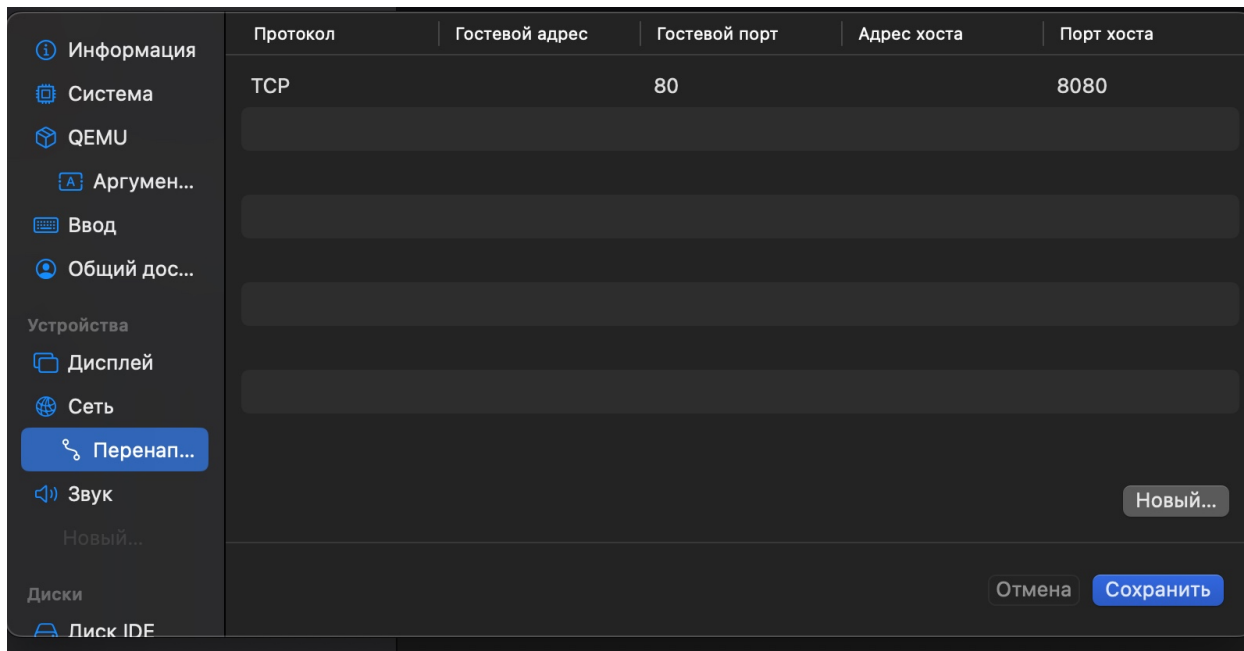 Информация
Система
QEMU
Аргумен...
Ввод
Общий дос...
Устройства
Дисплей
Сеть
Перенап...
Звук
Новый...
Диски
Диск IDE
Протокол Гостевой адрес Гостевой порт Адрес хоста Порт хоста
TCP 80 8080
Новый...
Отмена Сохранить